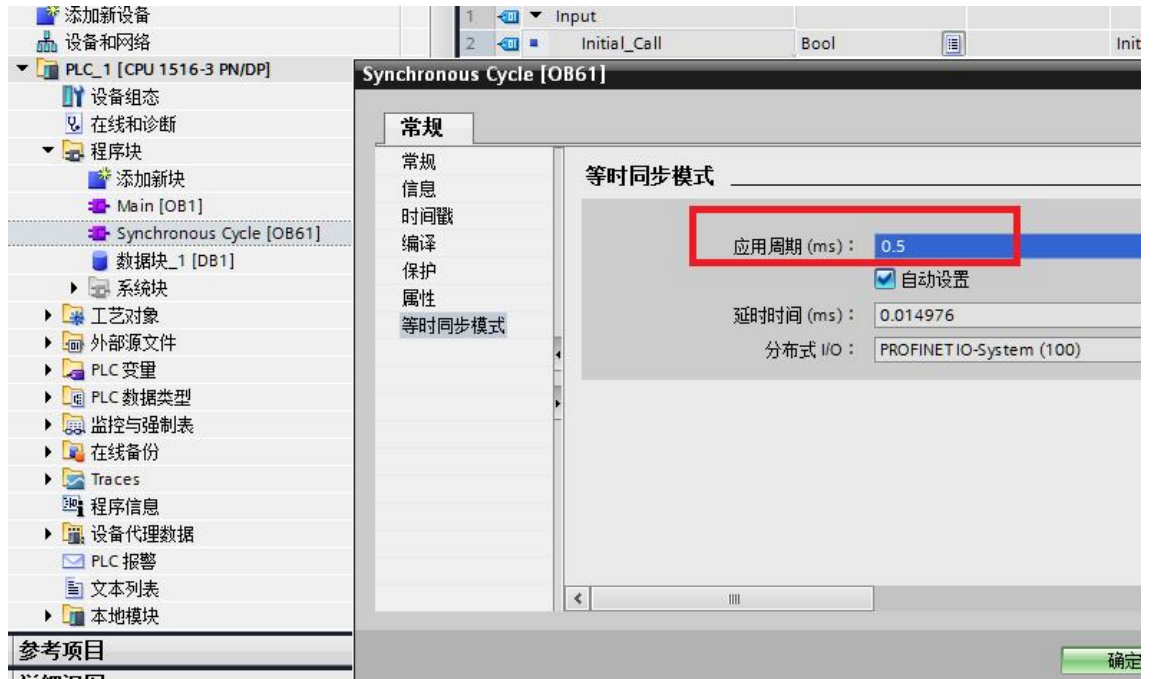 添加新设备
设备和网络
PLC_1 [CPU 1516-3 PN/DP]
设备组态
在线和诊断
程序块
添加新块
Main [OB1]
Synchronous Cycle [OB61]
数据块_1 [DB1]
系统块
工艺对象
外部源文件
PLC 变量
PLC 数据类型
监控与强制表
在线备份
Traces
程序信息
设备代理数据
PLC 报警
文本列表
本地模块
参考项目
1 Input
2 Initial_Call Bool Init
Synchronous Cycle [OB61]
常规
常规
信息
时间戳
编译
保护
属性
等时同步模式
等时同步模式
应用周期 (ms)： 0.5
自动设置
延时时间 (ms)： 0.014976
分布式 I/O： PROFINET IO-System (100)
确定